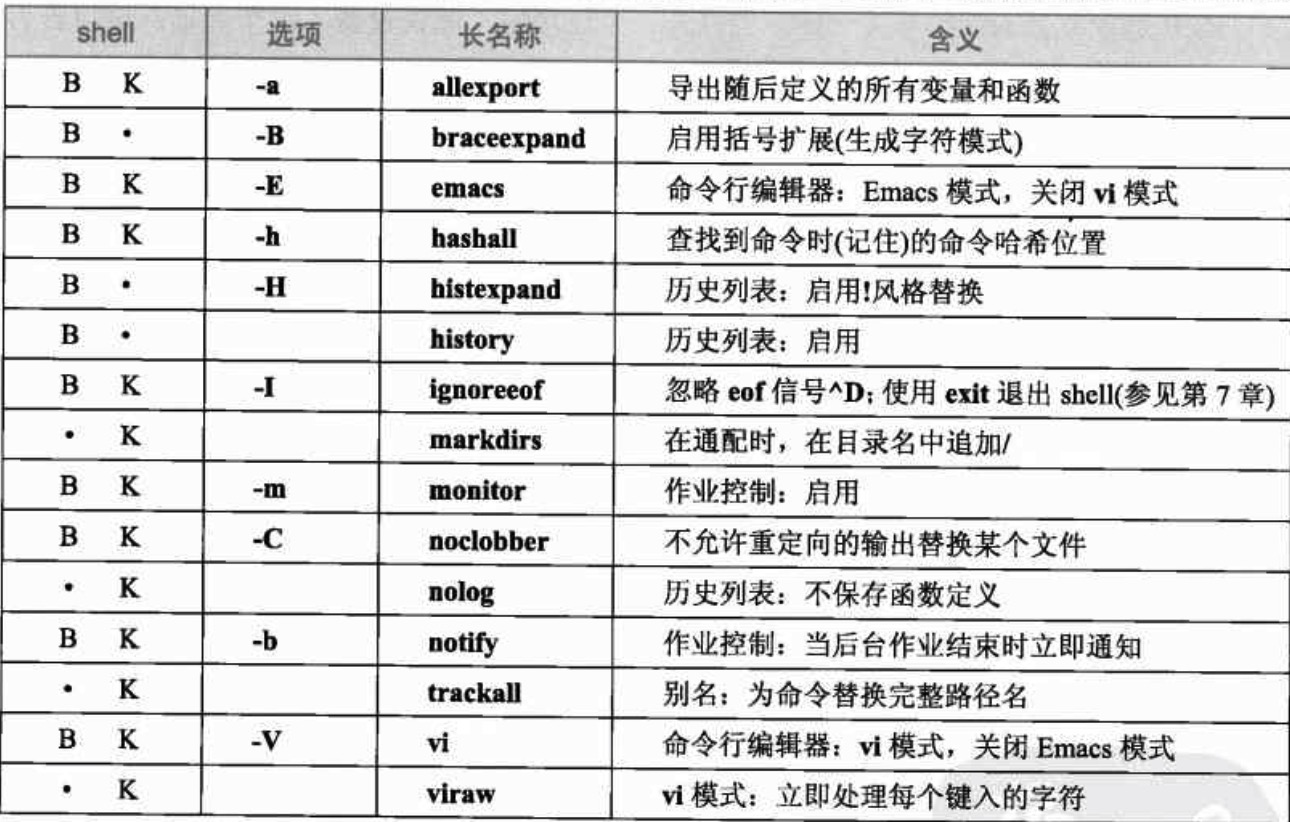 shell 选项 长名称 含义
B K -a allexport 导出随后定义的所有变量和函数
B • -B braceexpand 启用括号扩展(生成字符模式)
B K -E emacs 命令行编辑器：Emacs 模式，关闭 vi 模式
B K -h hashall 查找到命令时(记住)的命令哈希位置
B • -H histexpand 历史列表：启用!风格替换
B • history 历史列表：启用
B K -I ignoreeof 忽略 eof 信号^D；使用 exit 退出 shell(参见第 7 章)
• K markdirs 在通配时，在目录名中追加/
B K -m monitor 作业控制：启用
B K -C noclobber 不允许重定向的输出替换某个文件
• K nolog 历史列表：不保存函数定义
B K -b notify 作业控制：当后台作业结束时立即通知
• K trackall 别名：为命令替换完整路径名
B K -V vi 命令行编辑器：vi 模式，关闭 Emacs 模式
• K viraw vi 模式：立即处理每个键入的字符